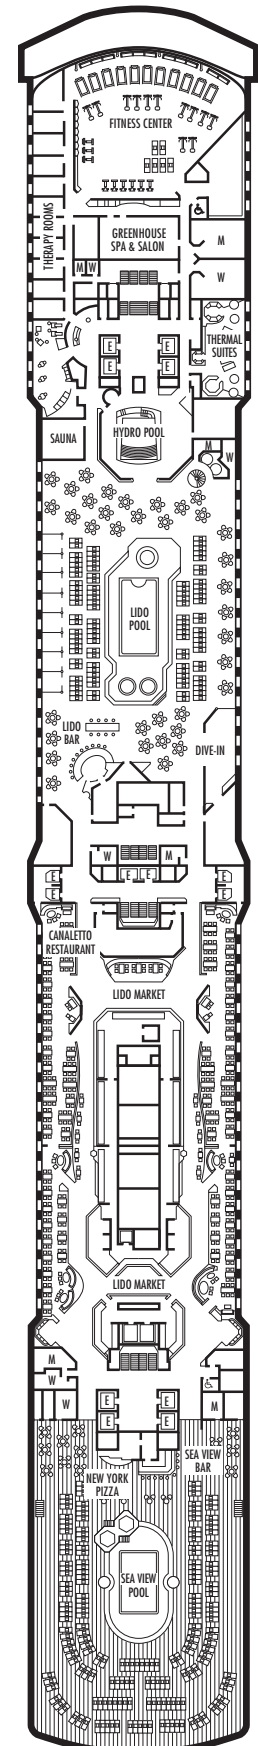 FITNESS CENTER
THERAPY ROOMS
GREENHOUSE
SPA & SALON
M
M W
W
E E
THERMAL
SUITES
E E
HYDRO POOL
SAUNA
M
W
LIDO
POOL
LIDO
BAR
DIVE-IN
W
M
E E
E E
E E
CANALETTO
RESTAURANT
LIDO MARKET
LIDO MARKET
M
W
W
M
E E
E E
SEA VIEW
BAR
NEW YORK
PIZZA
SEA VIEW
POOL